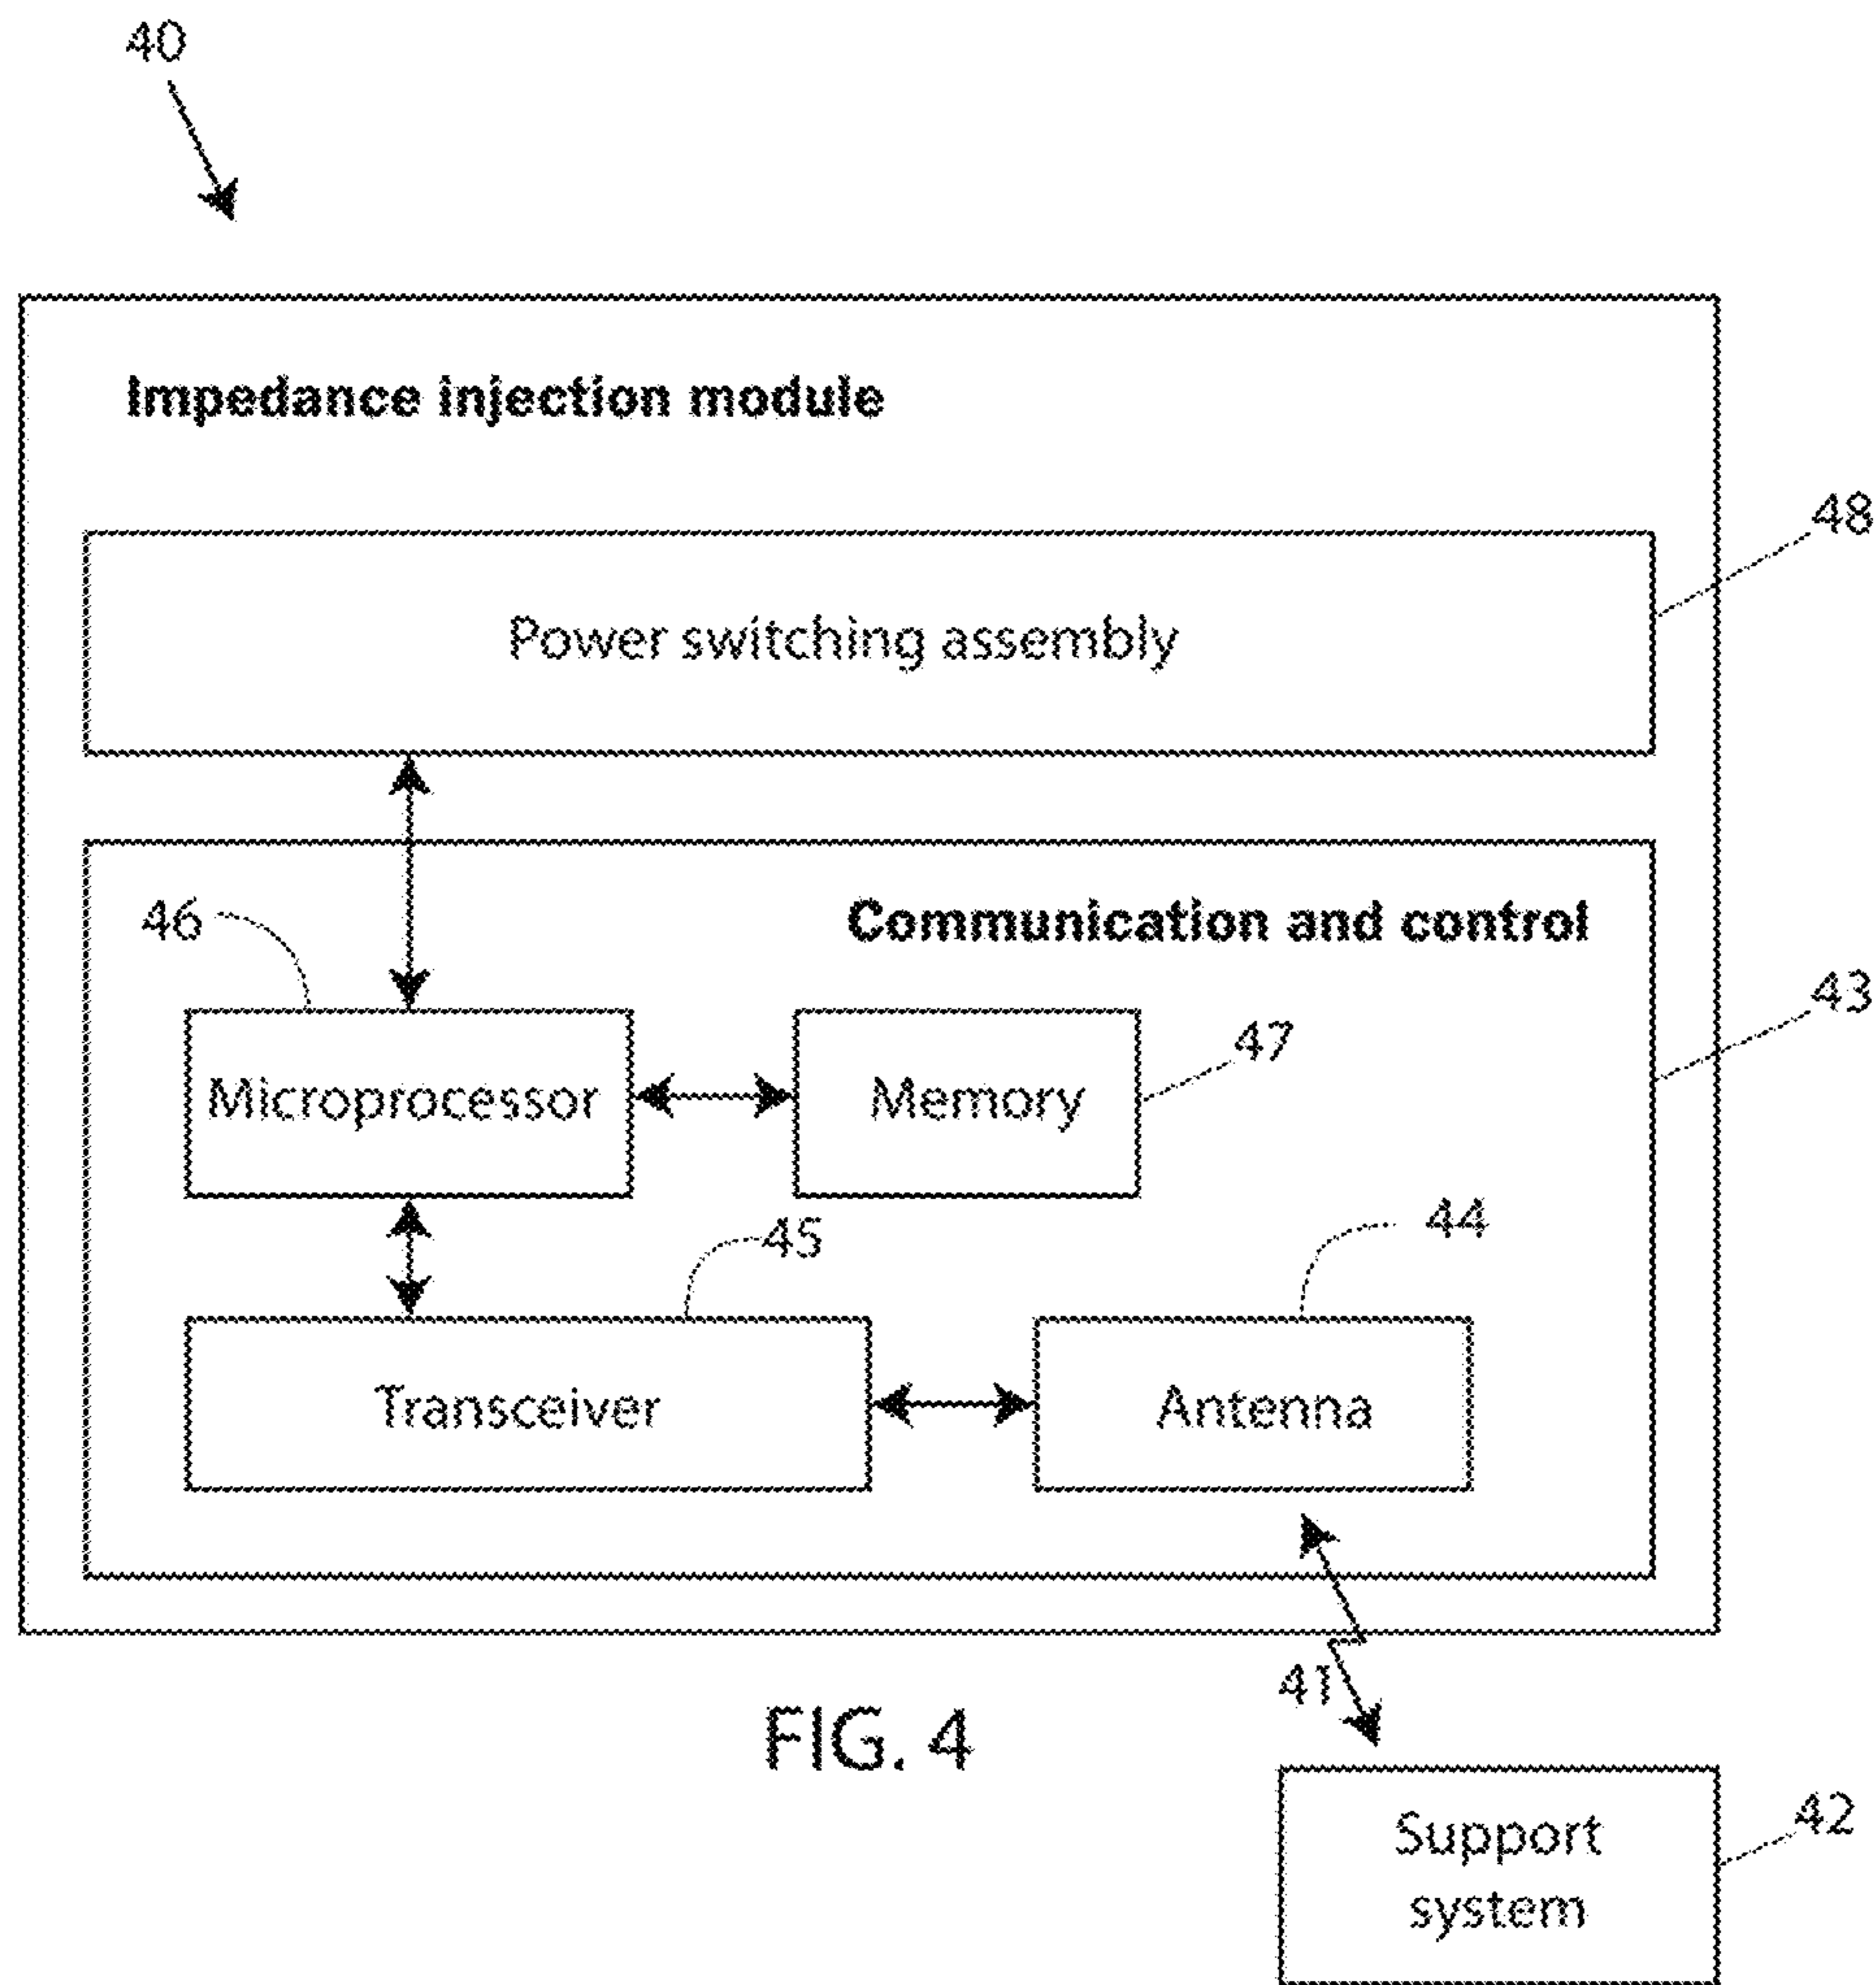 40
Impedance injection module
48
Power switching assembly
46
Communication and control
43
Microprocessor
Memory
47
45
44
Transceiver
Antenna
41
FIG. 4
42
Support
system